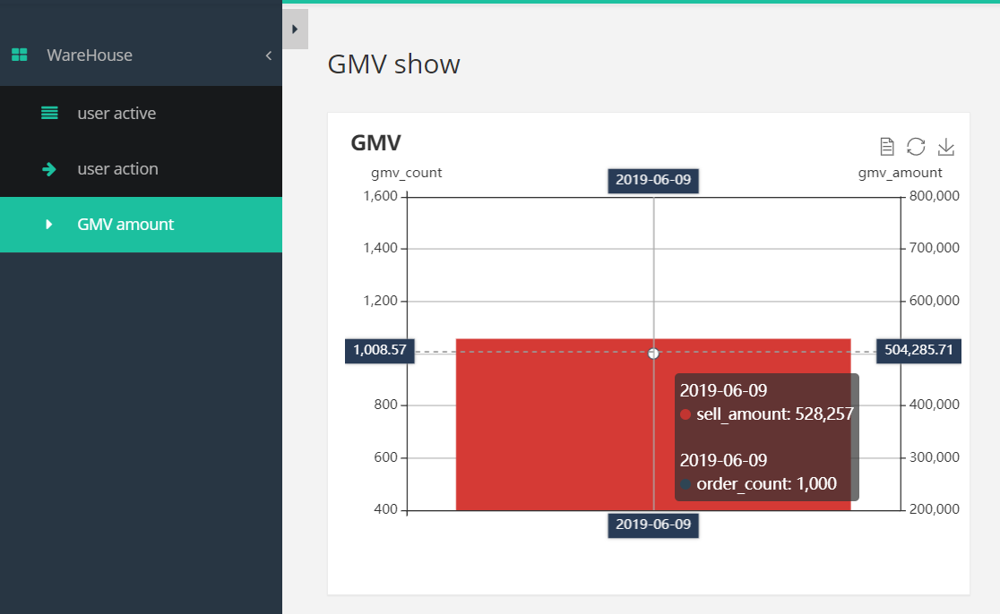 WareHouse
user active
user action
GMV amount
GMV show
GMV
gmv_count
2019-06-09
gmv_amount
1,600
800,000
1,400
700,000
1,200
600,000
1,008.57
504,285.71
2019-06-09
sell_amount: 528,257
800
400,000
600
300,000
2019-06-09
order_count: 1,000
400
200,000
2019-06-09